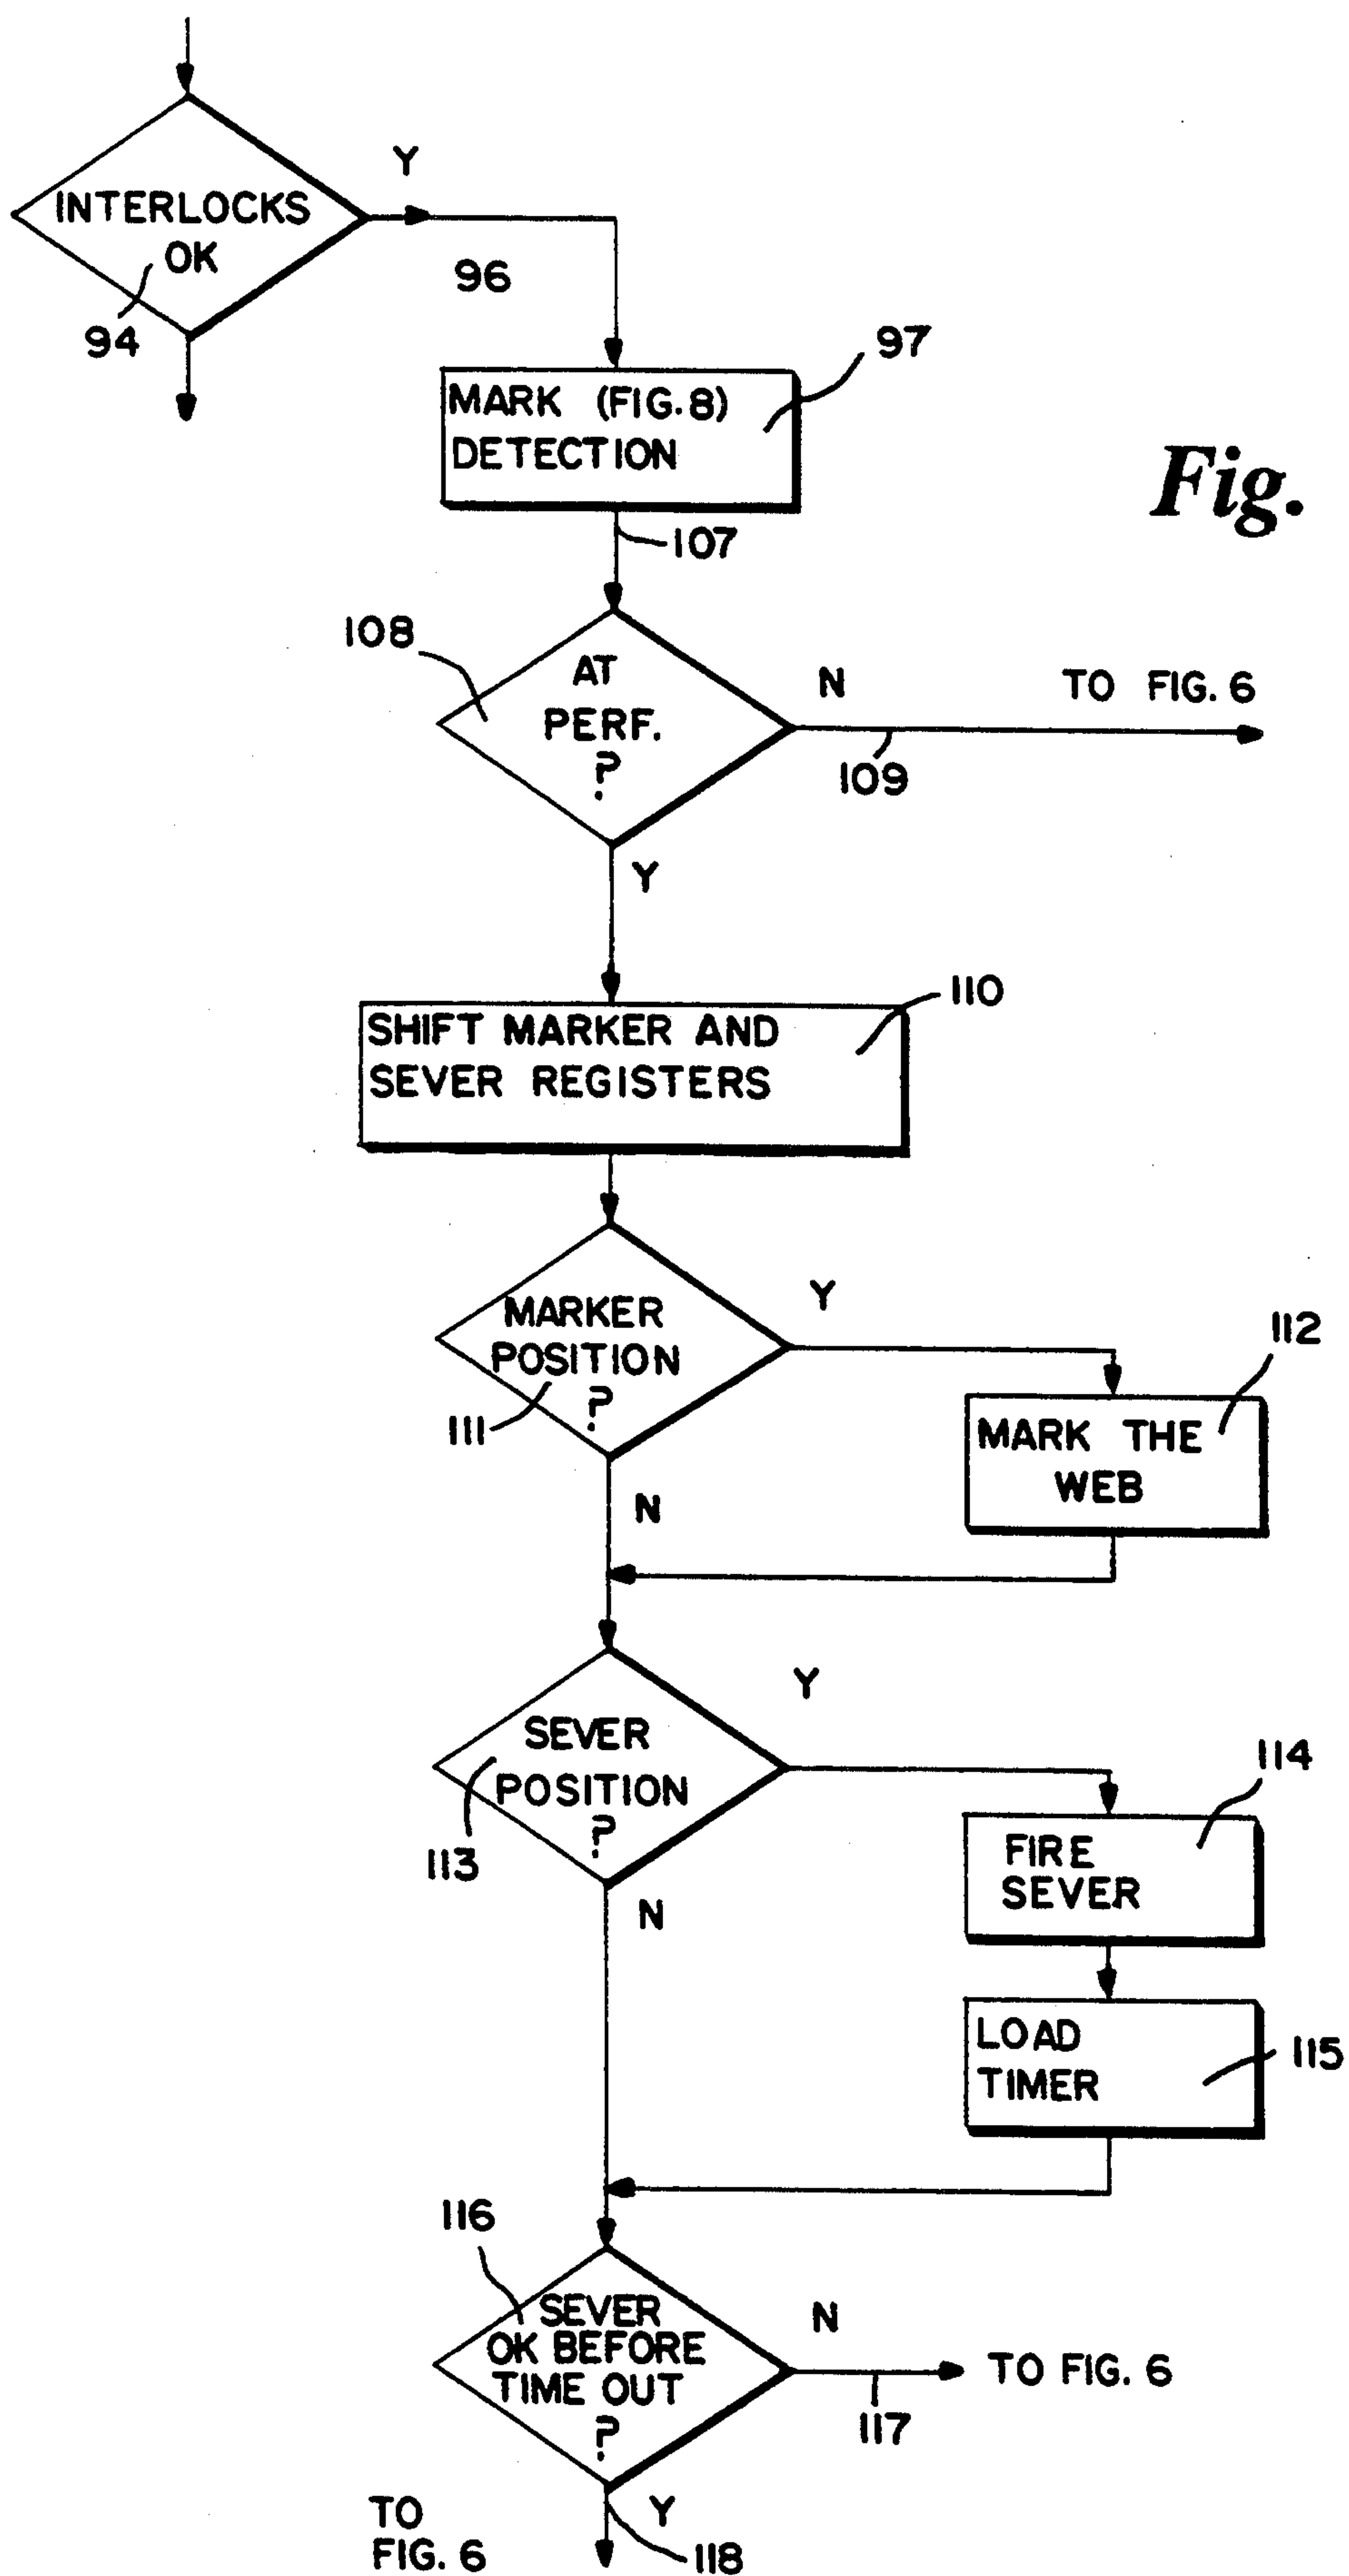 Y
INTERLOCKS
OK
94
96
97
MARK (FIG. 8)
DETECTION
Fig.
107
108
AT
PERF.
?
N
TO FIG. 6
109
Y
110
SHIFT MARKER AND
SEVER REGISTERS
MARKER
POSITION
?
111
Y
112
MARK THE
WEB
N
SEVER
POSITION
?
113
Y
114
FIRE
SEVER
N
LOAD
TIMER
115
116
SEVER
OK BEFORE
TIME OUT
?
N
TO FIG. 6
117
Y
118
TO
FIG. 6